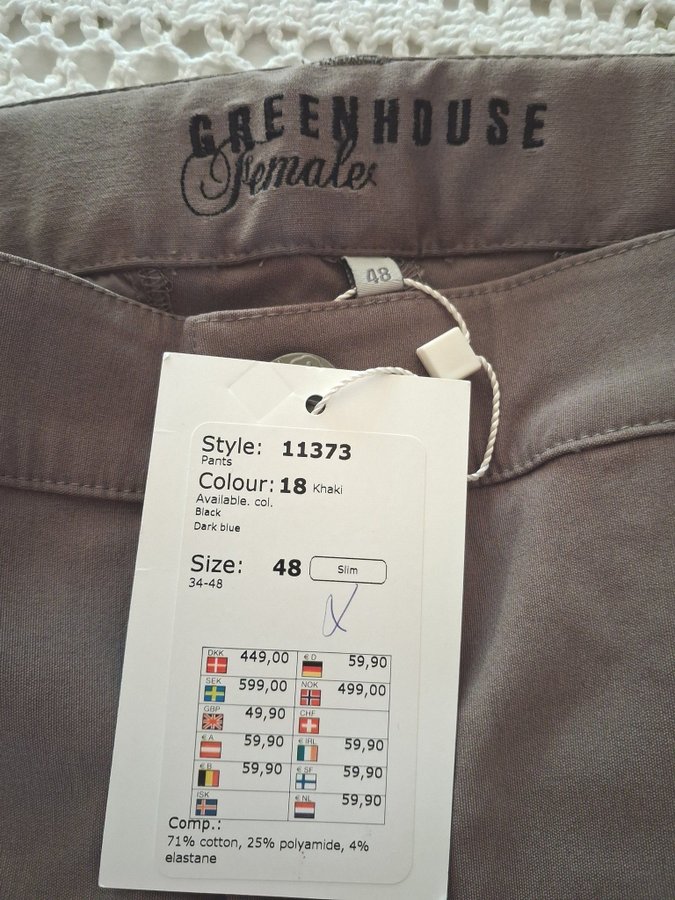 GREENHOUSE
Female
48
Style: 11373
Pants
Colour: 18 Khaki
Available. col.
Black
Dark blue
Size: 48 Slim
34-48
DKK 449,00 € D 59,90
SEK 599,00 NOK 499,00
GBP 49,90 CHF
€ A 59,90 € IRL 59,90
€ B 59,90 € SF 59,90
ISK € NL 59,90
Comp.:
71% cotton, 25% polyamide, 4%
elastane